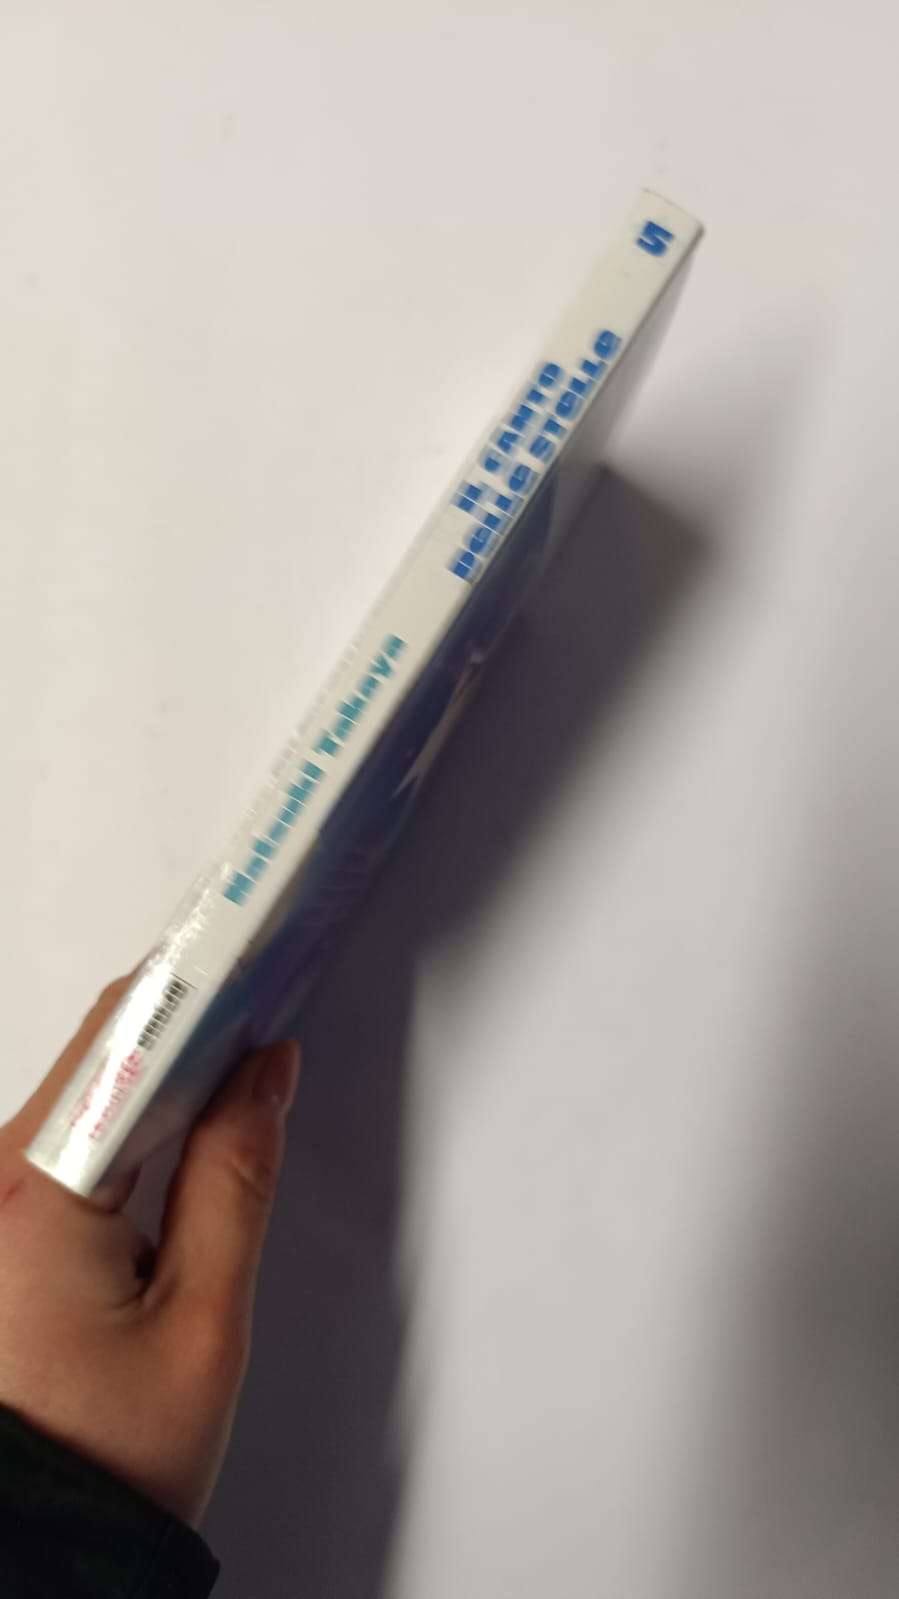 5
IL CANTO
DELLE STELLE
Natsuki Takaya